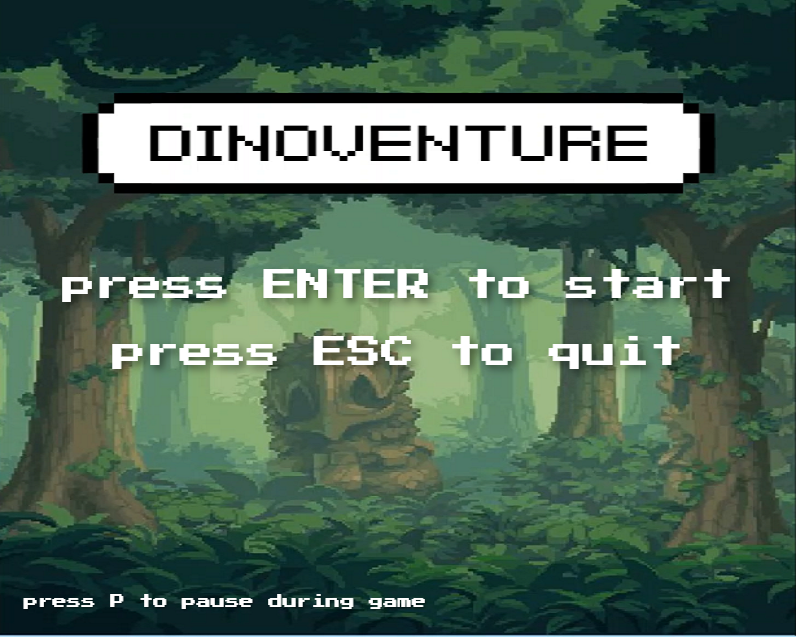 DINOVENTURE
press ENTER to start
press ESC to quit
press P to pause during game